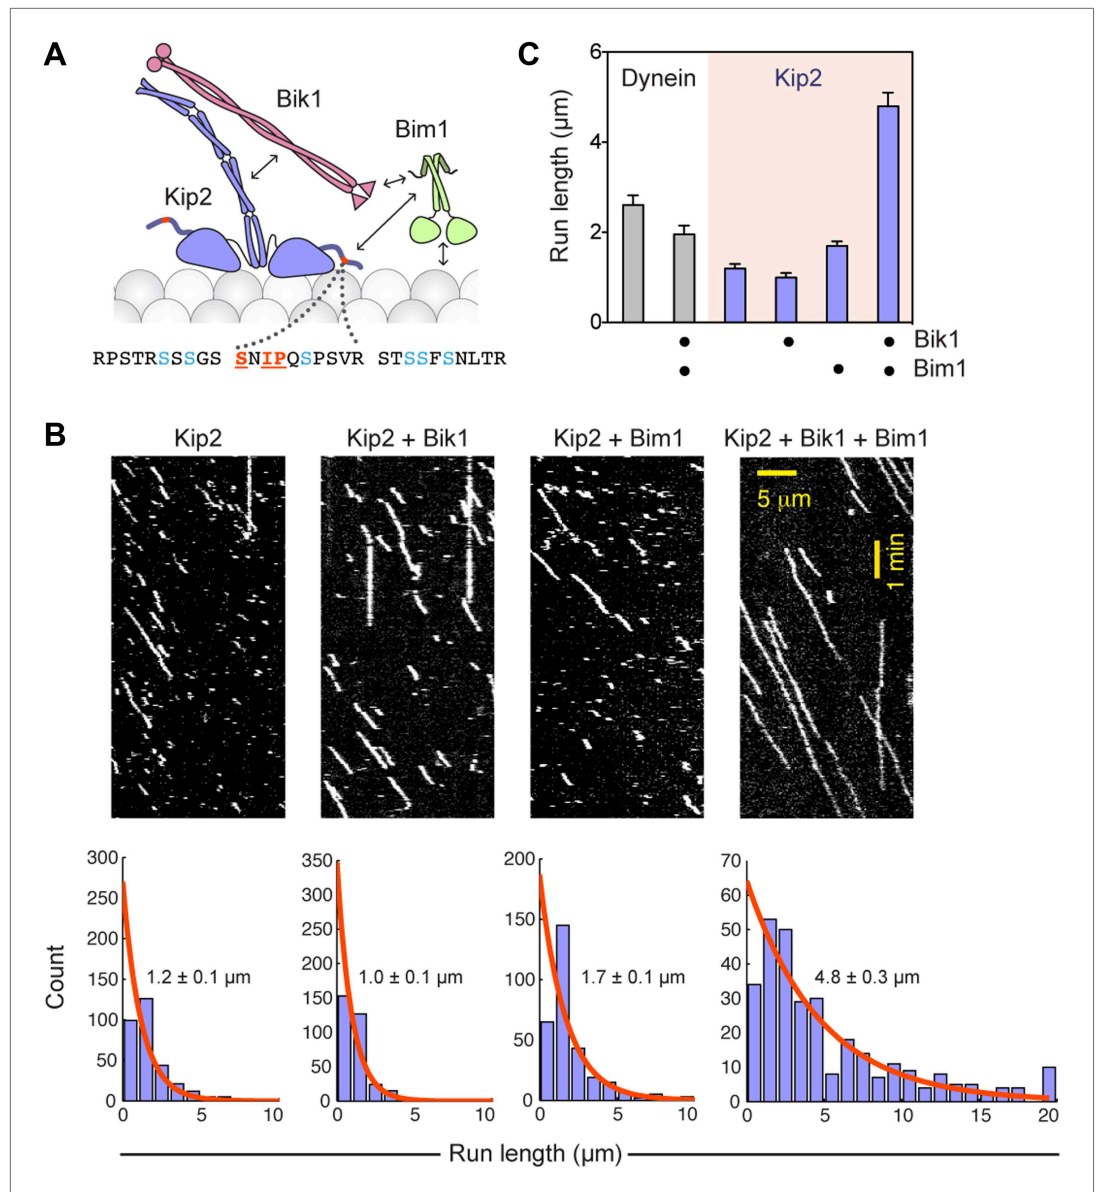 A
Bik1
Bim1
Kip2
RPSTRSSSGS SNIPQSPSVR STSSFSNLTR
C
Run length (µm)
6
4
2
0
Dynein
Kip2
Bik1
Bim1
B
Kip2
Kip2 + Bik1
Kip2 + Bim1
Kip2 + Bik1 + Bim1
5 µm
1 min
Count
300
250
200
150
100
50
0
0 5 10
1.2 ± 0.1 µm
350
300
250
200
150
100
50
0
0 5 10
1.0 ± 0.1 µm
200
150
100
50
0
0 5 10
1.7 ± 0.1 µm
70
60
50
40
30
20
10
0
0 5 10 15 20
4.8 ± 0.3 µm
Run length (µm)